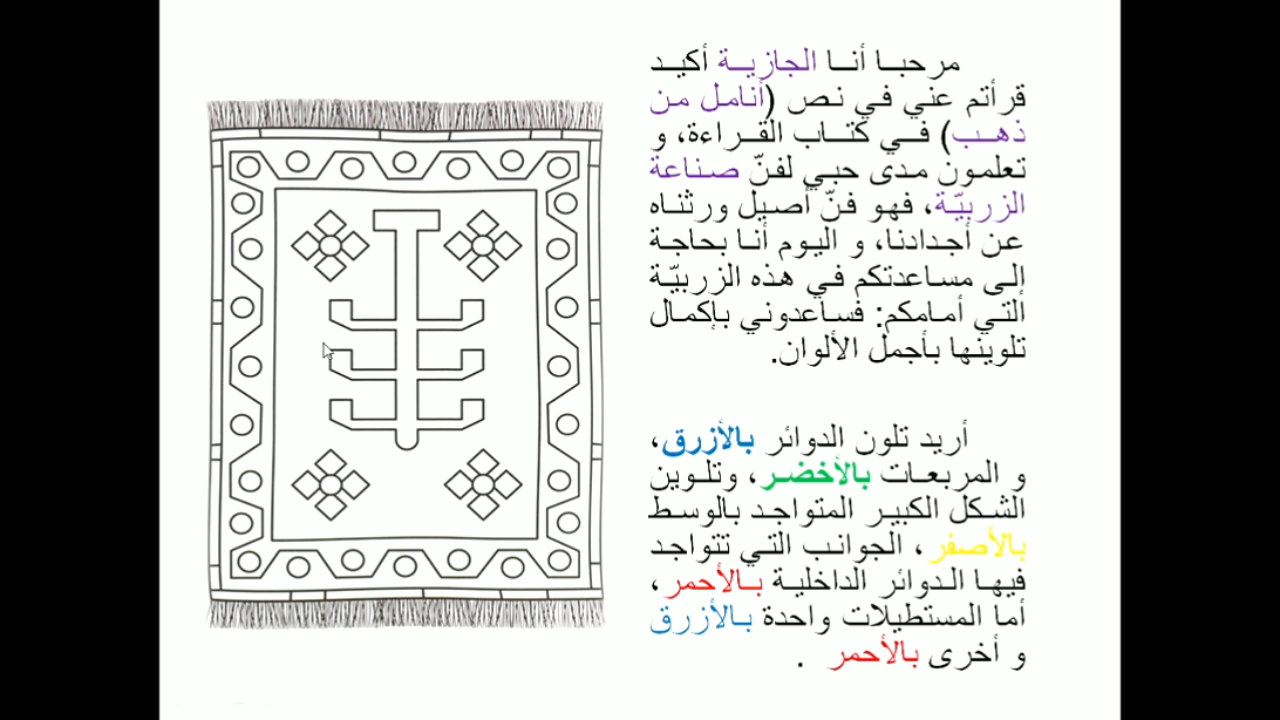 مرحبا أنا الجازية أكيد
قرأتم عني في نص (أنامل من
ذهب) في كتاب القراءة، و
تعلمون مدى حبي لفنّ صناعة
الزربيّة، فهو فنّ أصيل ورثناه
عن أجدادنا، و اليوم أنا بحاجة
إلى مساعدتكم في هذه الزربيّة
التي أمامكم: فساعدوني بإكمال
تلوينها بأجمل الألوان.
أريد تلون الدوائر بالأزرق،
و المربعات بالأخضر، وتلوين
الشكل الكبير المتواجد بالوسط
بالأصفر، الجوانب التي تتواجد
فيها الدوائر الداخلية بالأحمر،
أما المستطيلات واحدة بالأزرق
و أخرى بالأحمر .